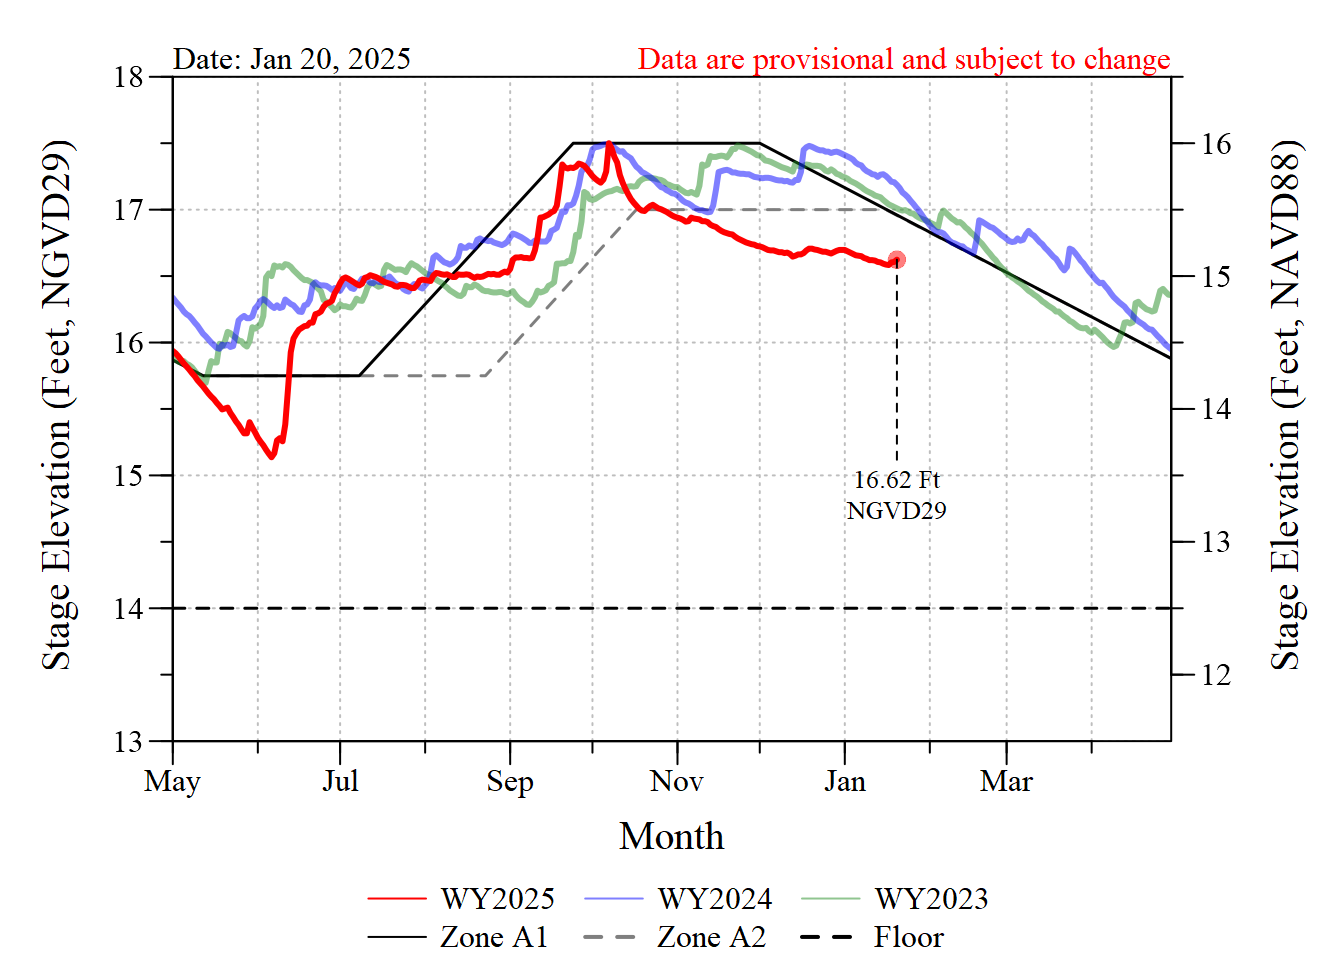 Date: Jan 20, 2025
Data are provisional and subject to change
18
17
16
15
14
13
Stage Elevation (Feet, NGVD29)
16
15
14
13
12
Stage Elevation (Feet, NAVD88)
16.62 Ft
NGVD29
May Jul Sep Nov Jan Mar
Month
WY2025 WY2024 WY2023
Zone A1 Zone A2 Floor